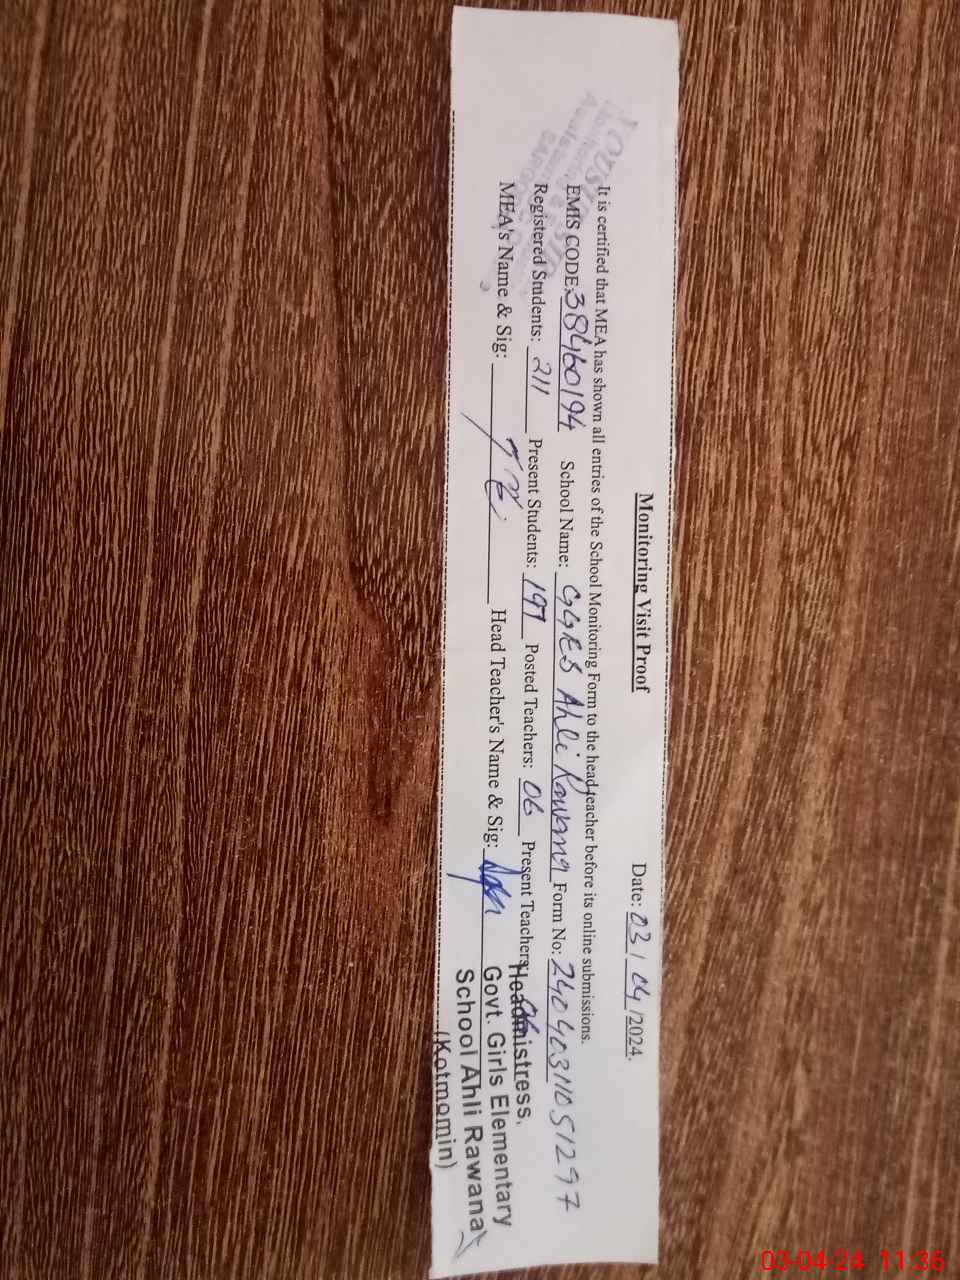 Monitoring Visit Proof Date: 03/04/2024.
It is certified that MEA has shown all entries of the School Monitoring Form to the head teacher before its online submissions.
EMIS CODE: 38460194 School Name: GGES Ahli Rawana Form No: 24040311051297
Registered Students: 211 Present Students: 197 Posted Teachers: 06 Present Teachers: 06
MEA's Name & Sig: Head Teacher's Name & Sig:
Headmistress,
Govt. Girls Elementary
School Ahli Rawana
(Kotmomin)
03-04-24 11:36